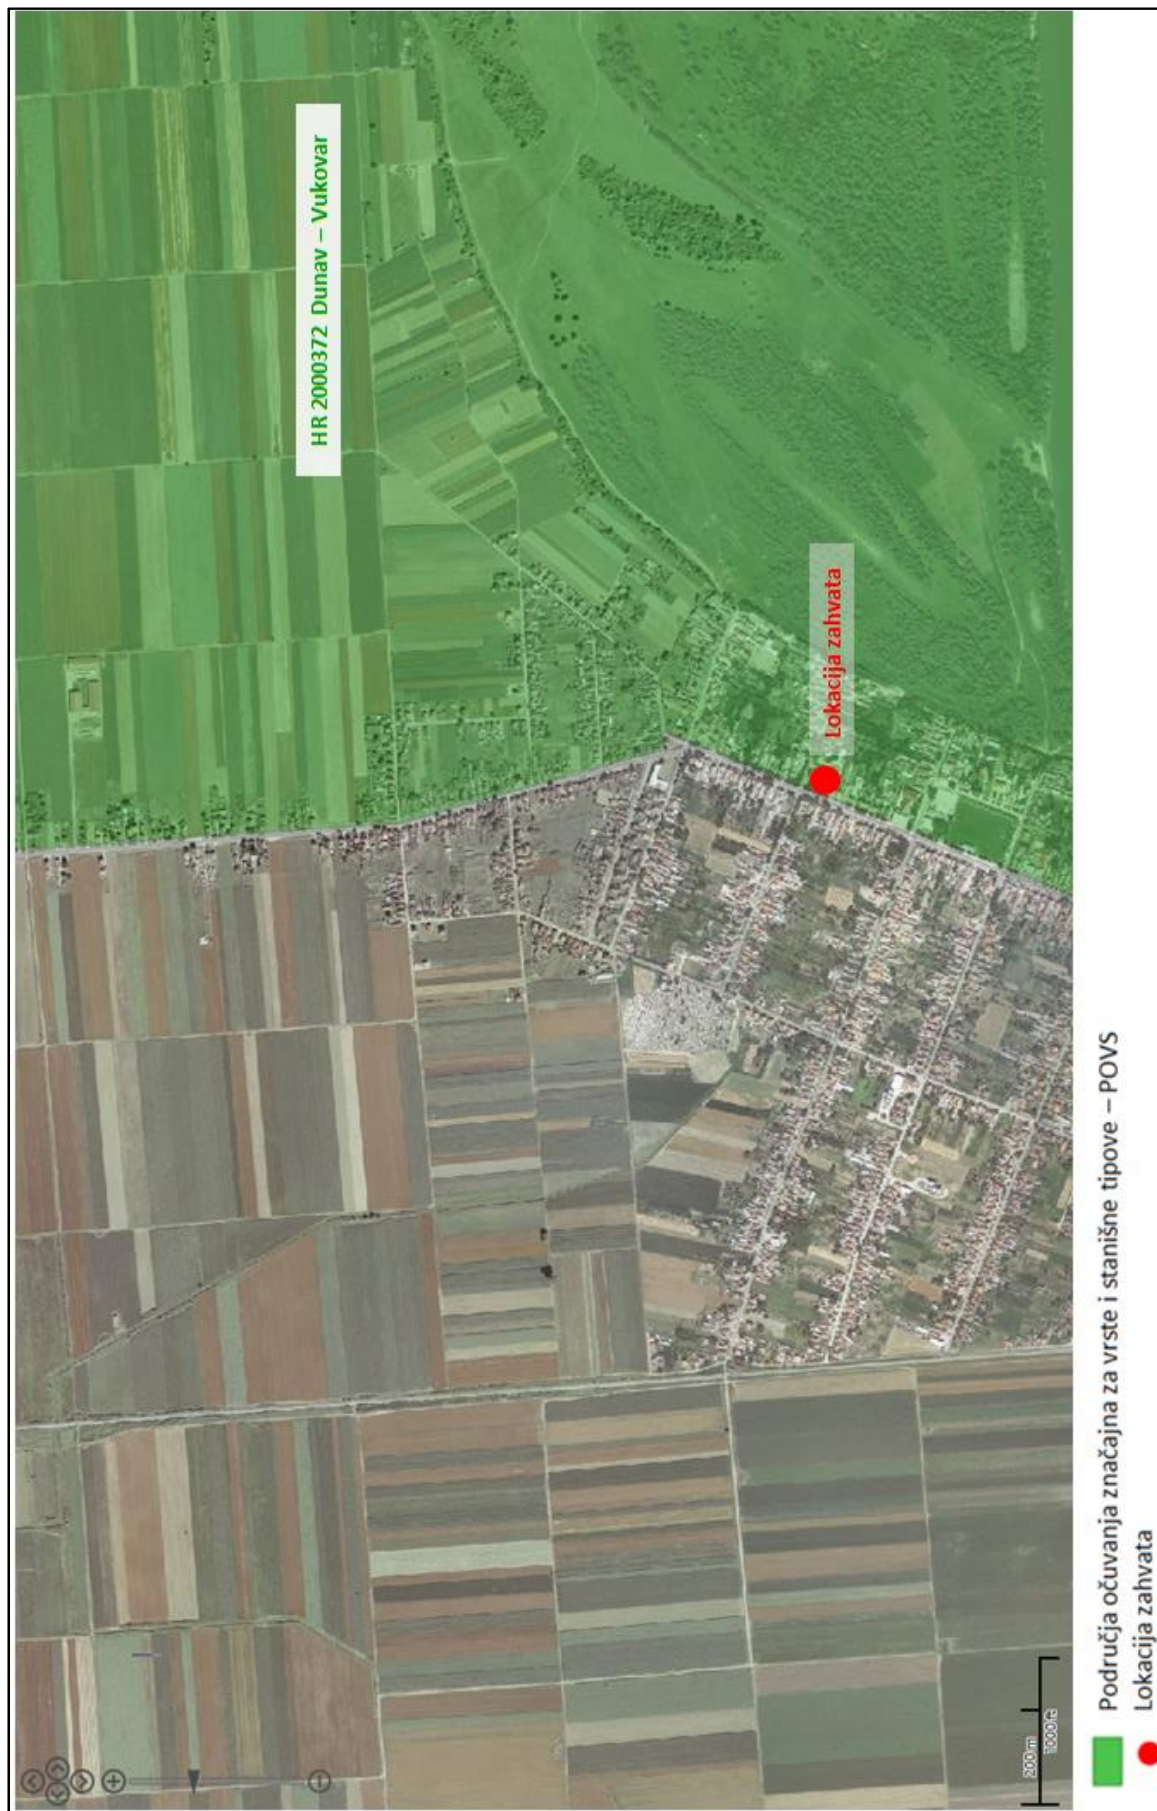 HR 2000372 Dunav – Vukovar
Lokacija zahvata
200 m
1000 ft
Područja očuvanja značajna za vrste i stanišne tipove – POVS
Lokacija zahvata